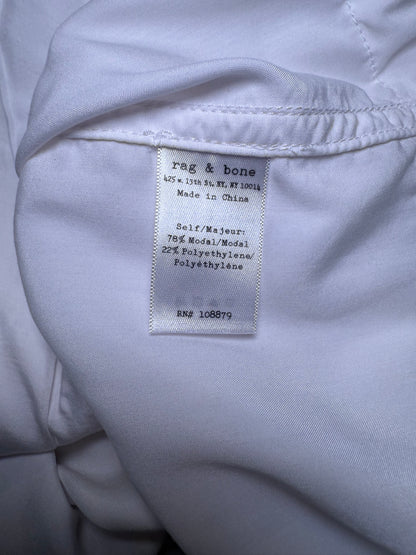 rag & bone
425 w. 13th St, NY, NY 10014
Made in China
Self/Majeur:
78% Modal/Modal
22% Polyethylene/
Polyéthylène
RN# 108879